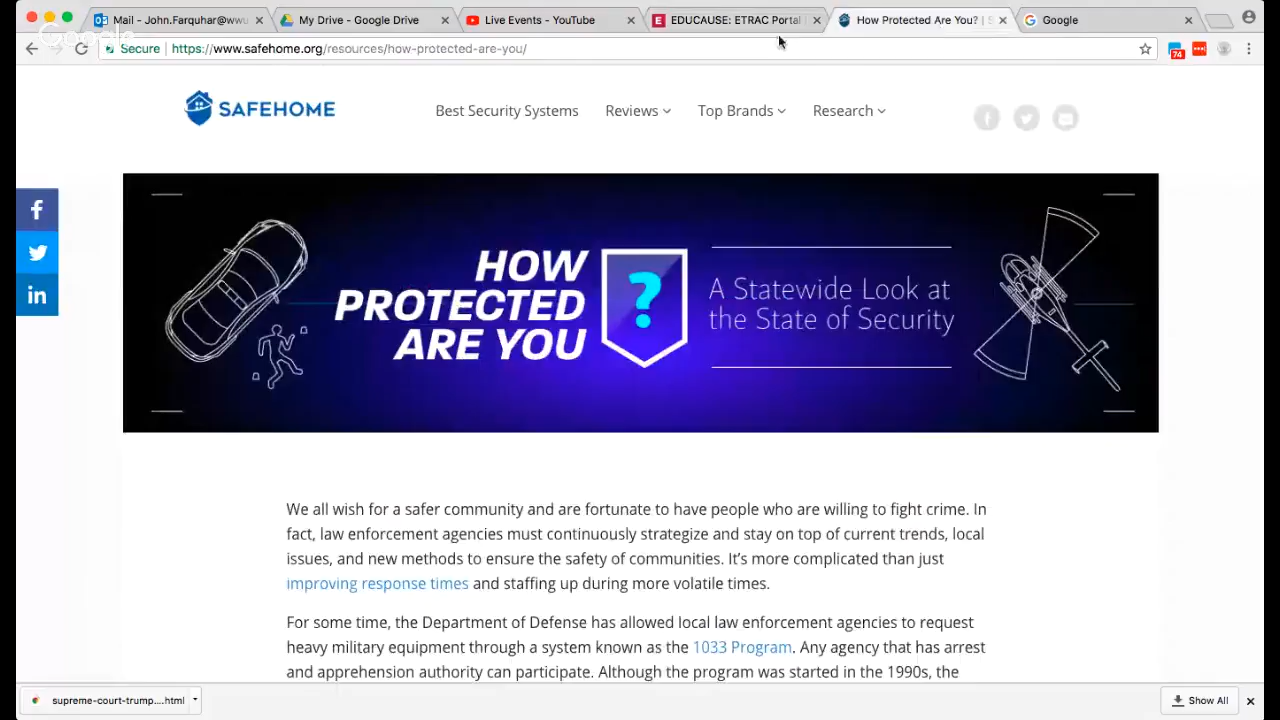 Mail - John.Farquhar@wwu
My Drive - Google Drive
Live Events - YouTube
EDUCAUSE: ETRAC Portal
How Protected Are You? | S
Google
Google
Secure
https://www.safehome.org/resources/how-protected-are-you/
74
SAFEHOME
Best Security Systems
Reviews
Top Brands
Research
HOW
PROTECTED
ARE YOU
?
A Statewide Look at
the State of Security
We all wish for a safer community and are fortunate to have people who are willing to fight crime. In
fact, law enforcement agencies must continuously strategize and stay on top of current trends, local
issues, and new methods to ensure the safety of communities. It's more complicated than just
improving response times and staffing up during more volatile times.
For some time, the Department of Defense has allowed local law enforcement agencies to request
heavy military equipment through a system known as the 1033 Program. Any agency that has arrest
and apprehension authority can participate. Although the program was started in the 1990s, the
supreme-court-trump....html
Show All